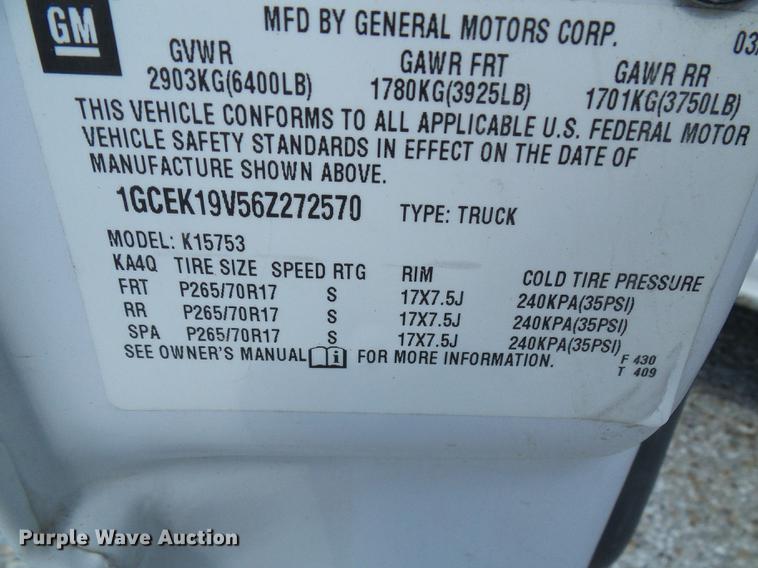 GM
MFD BY GENERAL MOTORS CORP. 03/
GVWR GAWR FRT GAWR RR
2903KG(6400LB) 1780KG(3925LB) 1701KG(3750LB)
THIS VEHICLE CONFORMS TO ALL APPLICABLE U.S. FEDERAL MOTOR
VEHICLE SAFETY STANDARDS IN EFFECT ON THE DATE OF
MANUFACTURE SHOWN ABOVE.
1GCEK19V56Z272570 TYPE: TRUCK
MODEL: K15753
KA4Q TIRE SIZE SPEED RTG RIM COLD TIRE PRESSURE
FRT P265/70R17 S 17X7.5J 240KPA(35PSI)
RR P265/70R17 S 17X7.5J 240KPA(35PSI)
SPA P265/70R17 S 17X7.5J 240KPA(35PSI)
SEE OWNER'S MANUAL i FOR MORE INFORMATION.
F 430
T 409
Purple Wave Auction